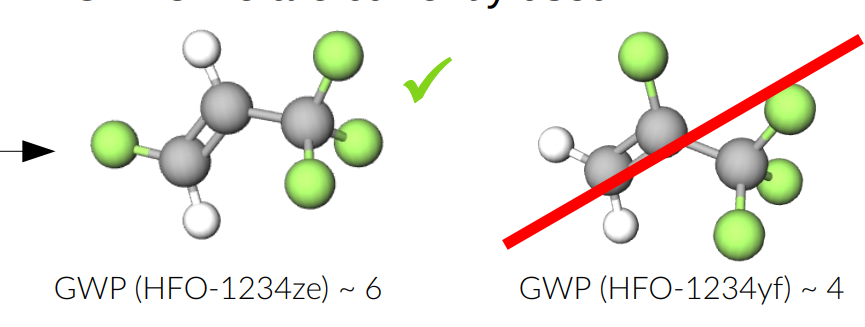 GWP (HFO-1234ze) ~ 6
GWP (HFO-1234yf) ~ 4